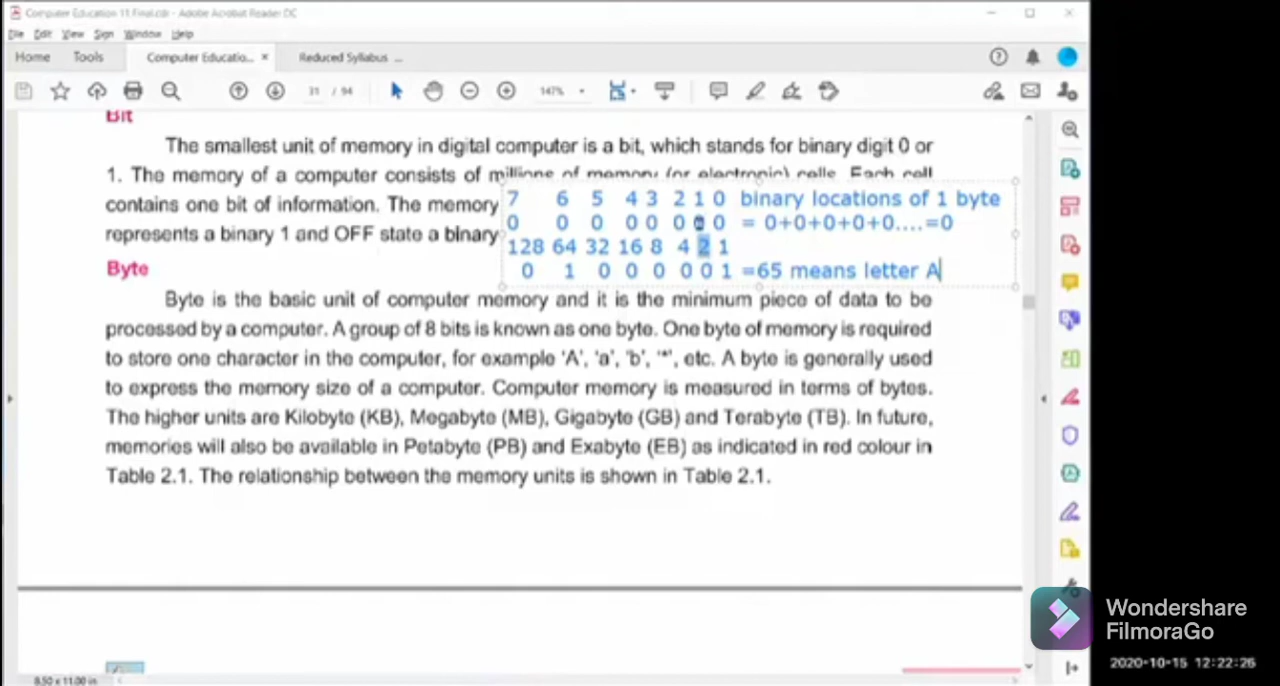 Computer Education 11 Final.cdr - Adobe Acrobat Reader DC
File Edit View Sign Window Help
Home Tools Computer Educatio... × Reduced Syllabus ...
31 / 94 147%
Bit
The smallest unit of memory in digital computer is a bit, which stands for binary digit 0 or
1. The memory of a computer consists of millions of memory (or electronic) cells. Each cell
contains one bit of information. The memory
represents a binary 1 and OFF state a binary
7 6 5 4 3 2 1 0 binary locations of 1 byte
0 0 0 0 0 0 0 0 = 0+0+0+0+0....=0
128 64 32 16 8 4 2 1
0 1 0 0 0 0 0 1 =65 means letter A
Byte
Byte is the basic unit of computer memory and it is the minimum piece of data to be
processed by a computer. A group of 8 bits is known as one byte. One byte of memory is required
to store one character in the computer, for example 'A', 'a', 'b', '*', etc. A byte is generally used
to express the memory size of a computer. Computer memory is measured in terms of bytes.
The higher units are Kilobyte (KB), Megabyte (MB), Gigabyte (GB) and Terabyte (TB). In future,
memories will also be available in Petabyte (PB) and Exabyte (EB) as indicated in red colour in
Table 2.1. The relationship between the memory units is shown in Table 2.1.
8.50 x 11.00 in
Wondershare
FilmoraGo
2020-10-15 12:22:26